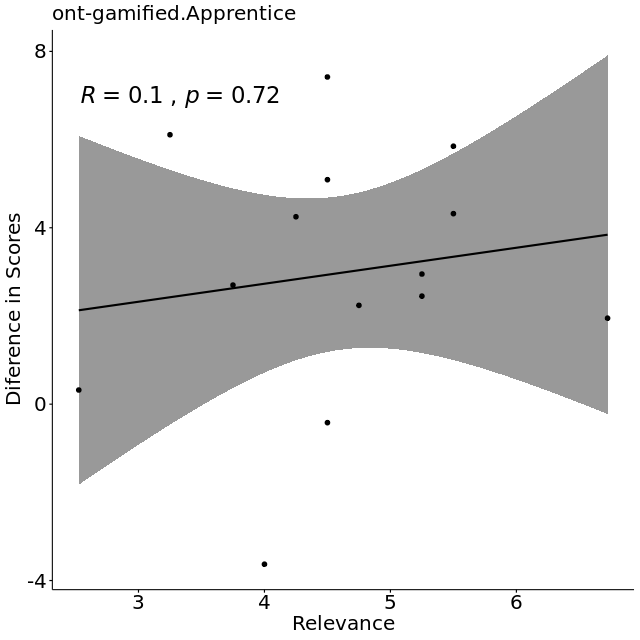 ont-gamified.Apprentice
8
R = 0.1 , p = 0.72
4
0
-4
Diference in Scores
3 4 5 6
Relevance